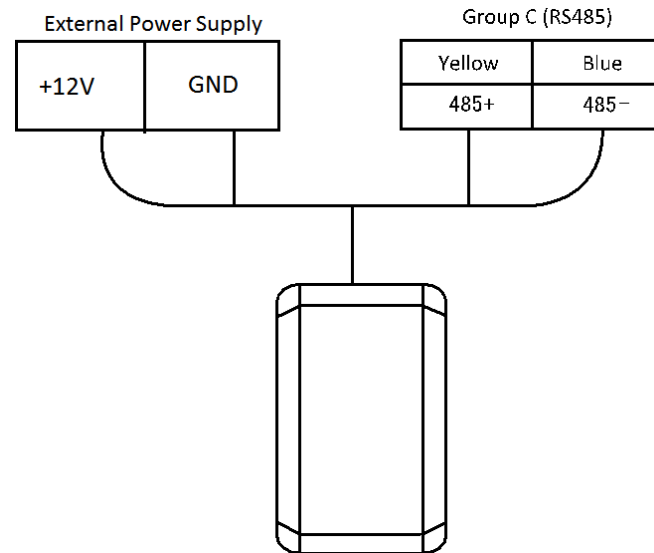 External Power Supply
+12V GND
Group C (RS485)
Yellow Blue
485+ 485-